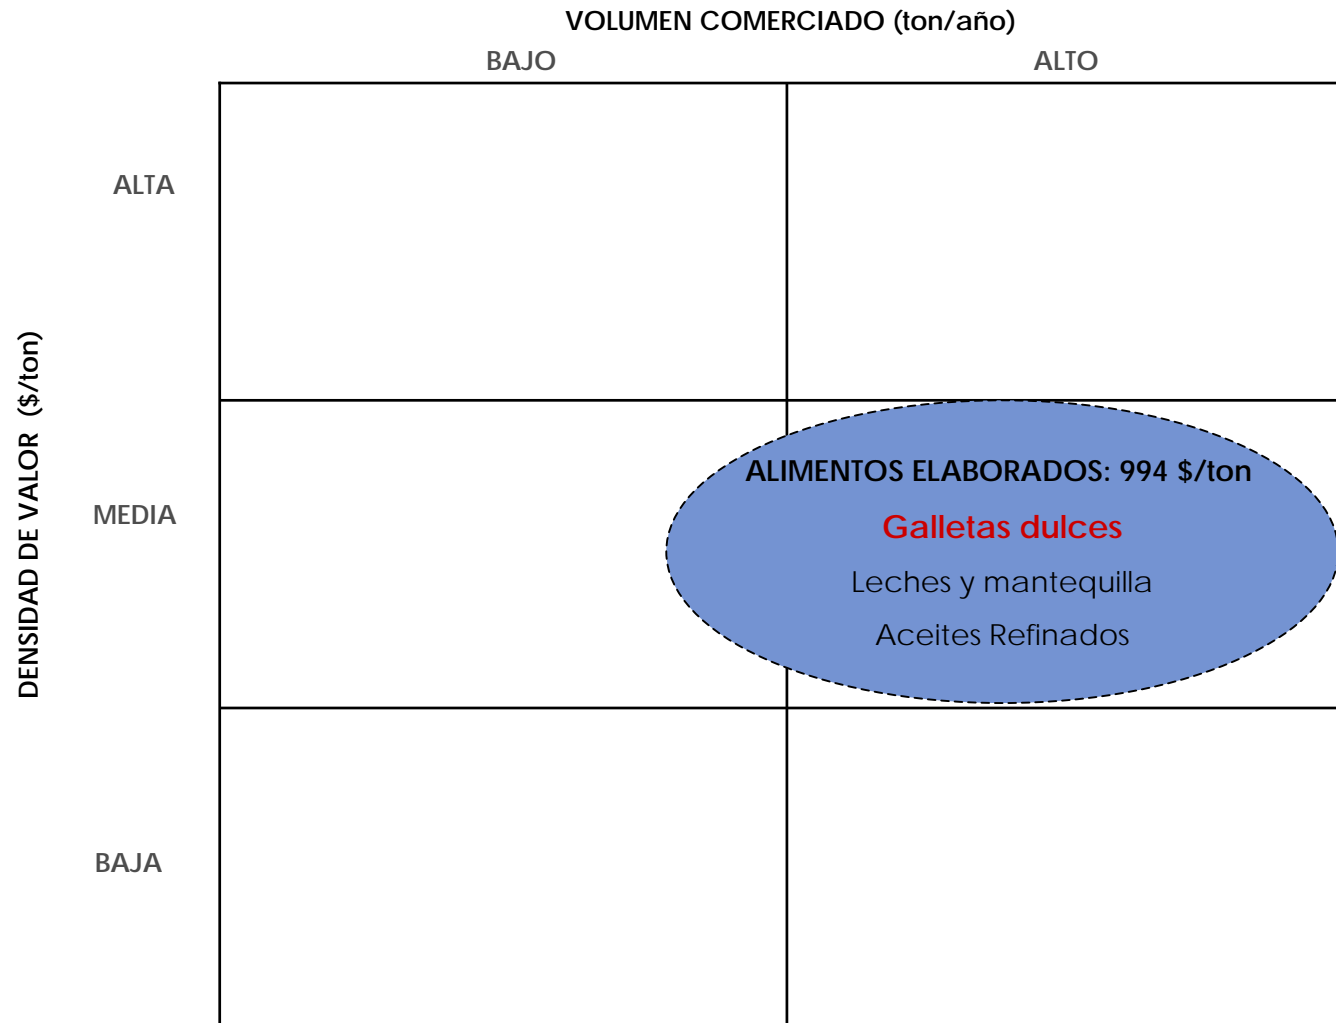 VOLUMEN COMERCIADO (ton/año)
BAJO
ALTO
ALTA
DENSIDAD DE VALOR ($/ton)
MEDIA
ALIMENTOS ELABORADOS: 994 $/ton
Galletas dulces
Leches y mantequilla
Aceites Refinados
BAJA